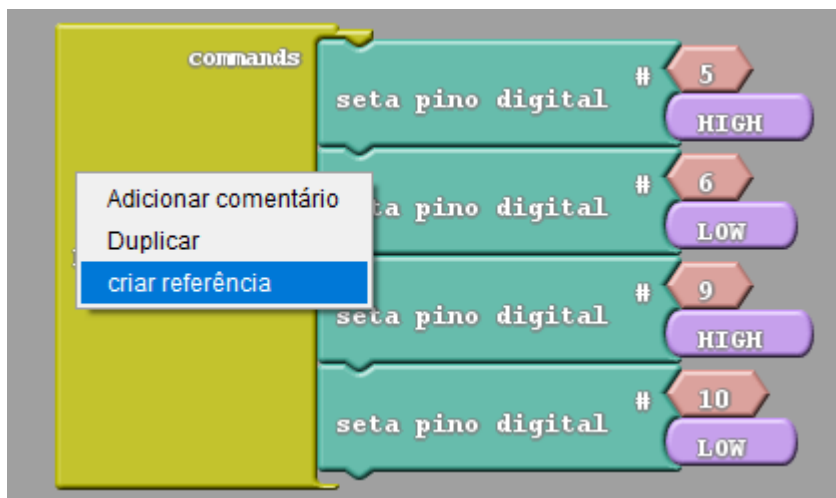 commands
seta pino digital # 5
HIGH
Adicionar comentário
Duplicar
criar referência
pino digital # 6
LOW
seta pino digital # 9
HIGH
seta pino digital # 10
LOW